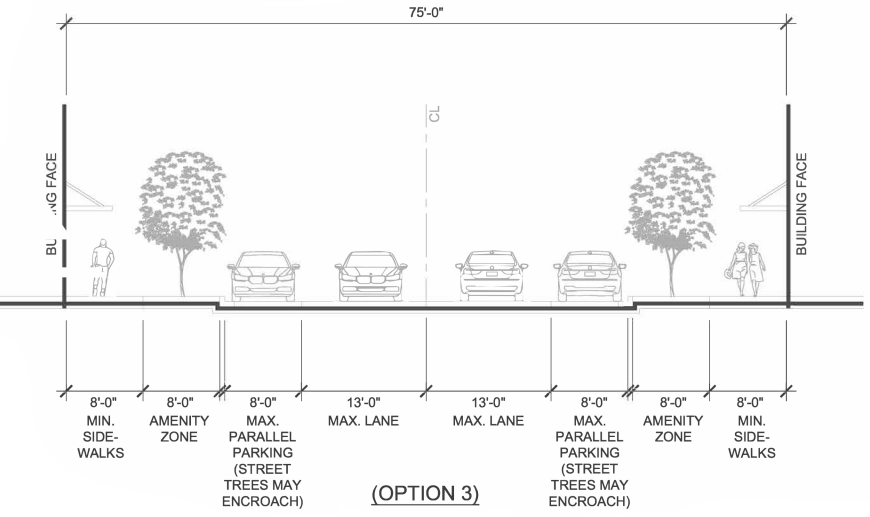 75'-0"
CL
BUILDING FACE
8'-0"
MIN.
SIDE-
WALKS
8'-0"
AMENITY
ZONE
8'-0"
MAX.
PARALLEL
PARKING
(STREET
TREES MAY
ENCROACH)
13'-0"
MAX. LANE
13'-0"
MAX. LANE
8'-0"
MAX.
PARALLEL
PARKING
(STREET
TREES MAY
ENCROACH)
8'-0"
AMENITY
ZONE
8'-0"
MIN.
SIDE-
WALKS
(OPTION 3)